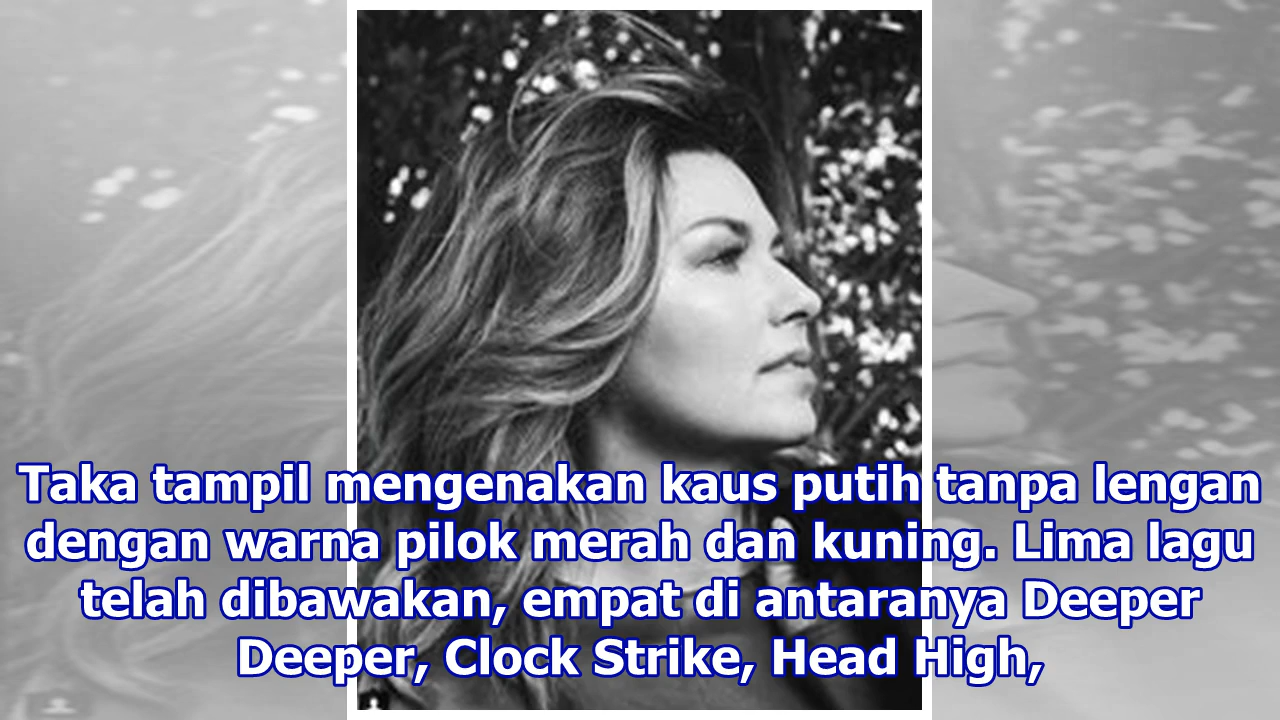 Taka tampil mengenakan kaus putih tanpa lengan
dengan warna pilok merah dan kuning. Lima lagu
telah dibawakan, empat di antaranya Deeper
Deeper, Clock Strike, Head High,